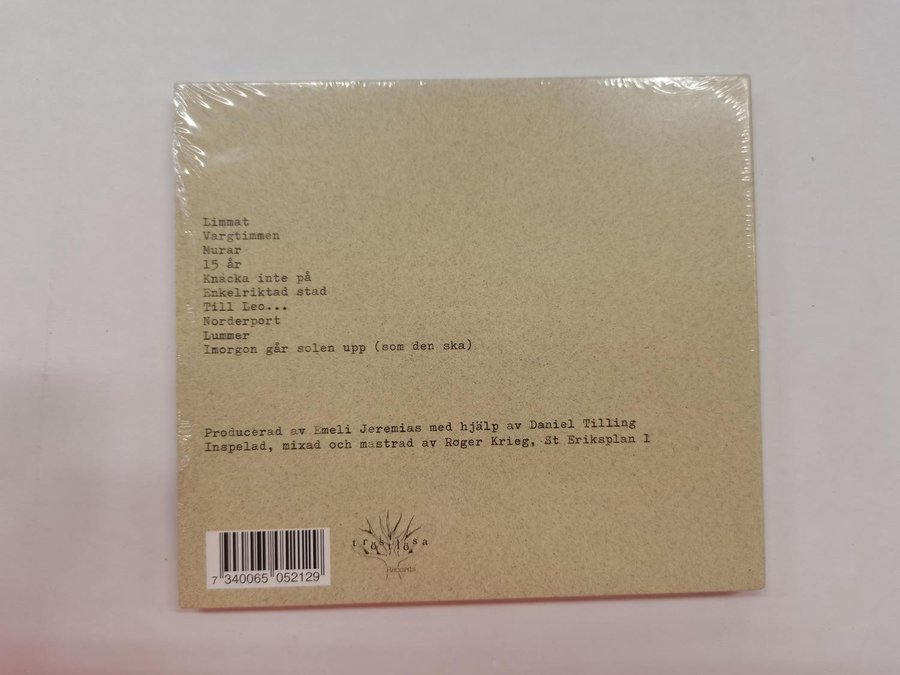 Limmat
Vargtimmen
Murar
15 år
Knäcka inte på
Enkelriktad stad
Till Leo...
Norderport
Lummer
Imorgon går solen upp (som den ska)
Producerad av Emeli Jeremias med hjälp av Daniel Tilling
Inspelad, mixad och mastrad av Roger Krieg, St Eriksplan 1
tröstlösa
Records
7 340065 052129